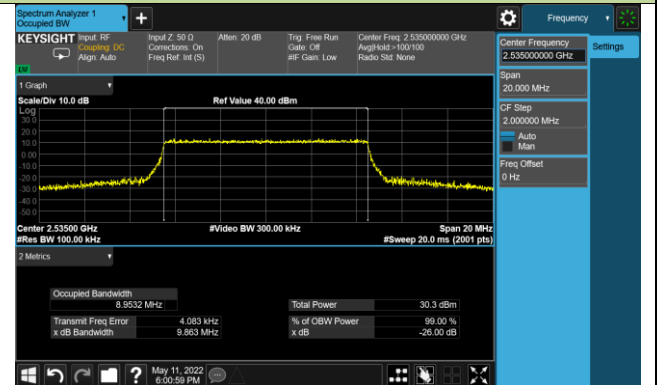 Spectrum Analyzer 1
Occupied BW
Frequency
KEYSIGHT
Input: RF
Coupling: DC
Align: Auto
Input Z: 50 Ω
Corrections: On
Freq Ref: Int (S)
Atten: 20 dB
Trig: Free Run
Gate: Off
#IF Gain: Low
Center Freq: 2.535000000 GHz
Avg|Hold:>100/100
Radio Std: None
Center Frequency
2.535000000 GHz
Settings
Span
20.000 MHz
CF Step
2.000000 MHz
Auto
Man
Freq Offset
0 Hz
1 Graph
Scale/Div 10.0 dB
Ref Value 40.00 dBm
Log
30.0
20.0
10.0
0.00
-10.0
-20.0
-30.0
-40.0
-50.0
Center 2.53500 GHz
#Video BW 300.00 kHz
Span 20 MHz
#Res BW 100.00 kHz
#Sweep 20.0 ms (2001 pts)
2 Metrics
Occupied Bandwidth
8.9532 MHz
Total Power 30.3 dBm
Transmit Freq Error 4.083 kHz
% of OBW Power 99.00 %
x dB Bandwidth 9.863 MHz
x dB -26.00 dB
May 11, 2022
6:00:59 PM